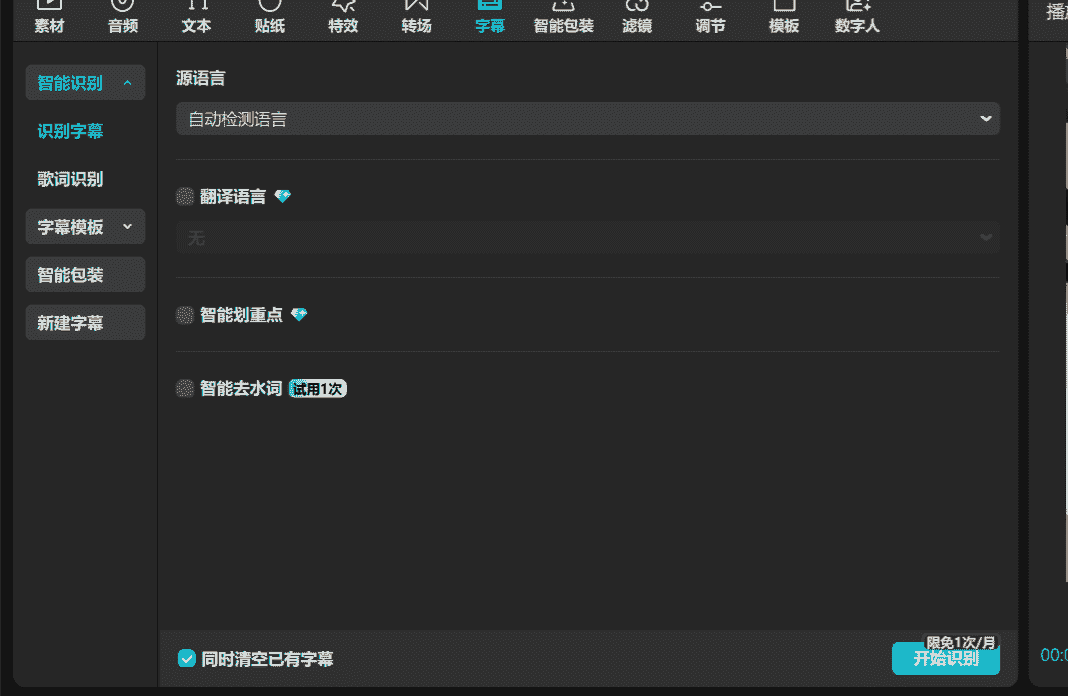 素材 音频 文本 贴纸 特效 转场 字幕 智能包装 滤镜 调节 模板 数字人
智能识别
识别字幕
歌词识别
字幕模板
智能包装
新建字幕
源语言
自动检测语言
翻译语言
无
智能划重点
智能去水词 试用1次
同时清空已有字幕
限免1次/月
开始识别